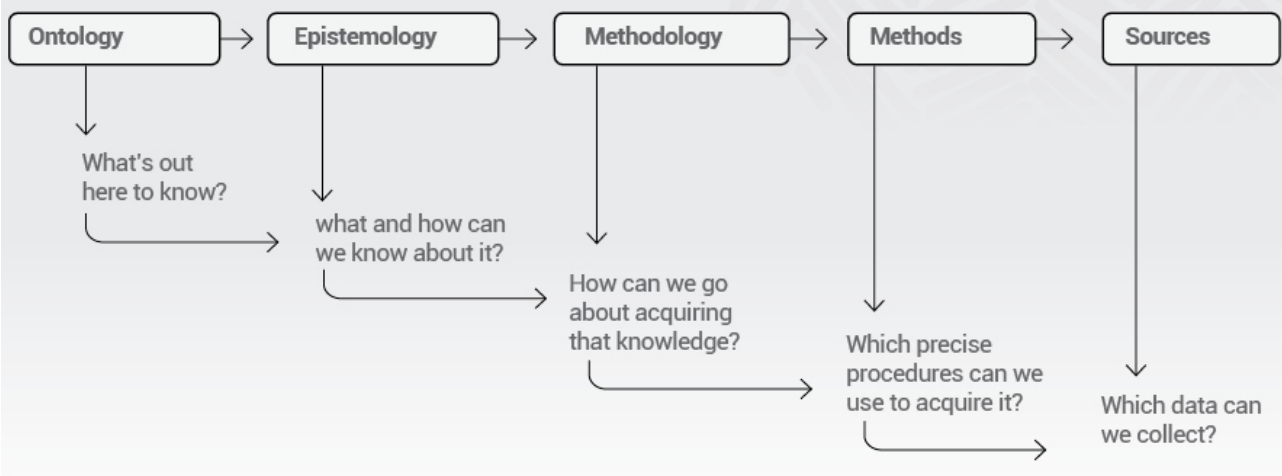 Ontology
Epistemology
Methodology
Methods
Sources
What's out
here to know?
what and how can
we know about it?
How can we go
about acquiring
that knowledge?
Which precise
procedures can we
use to acquire it?
Which data can
we collect?